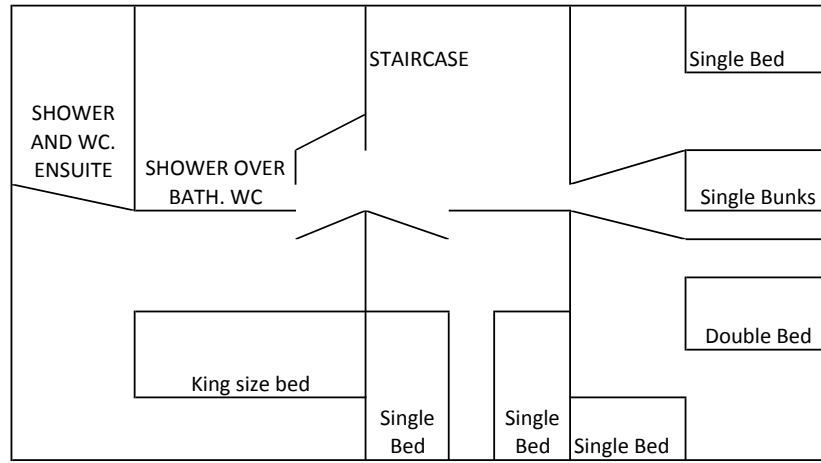 STAIRCASE
Single Bed
SHOWER
AND WC.
ENSUITE
SHOWER OVER
BATH. WC
Single Bunks
Double Bed
King size bed
Single
Bed
Single
Bed
Single Bed